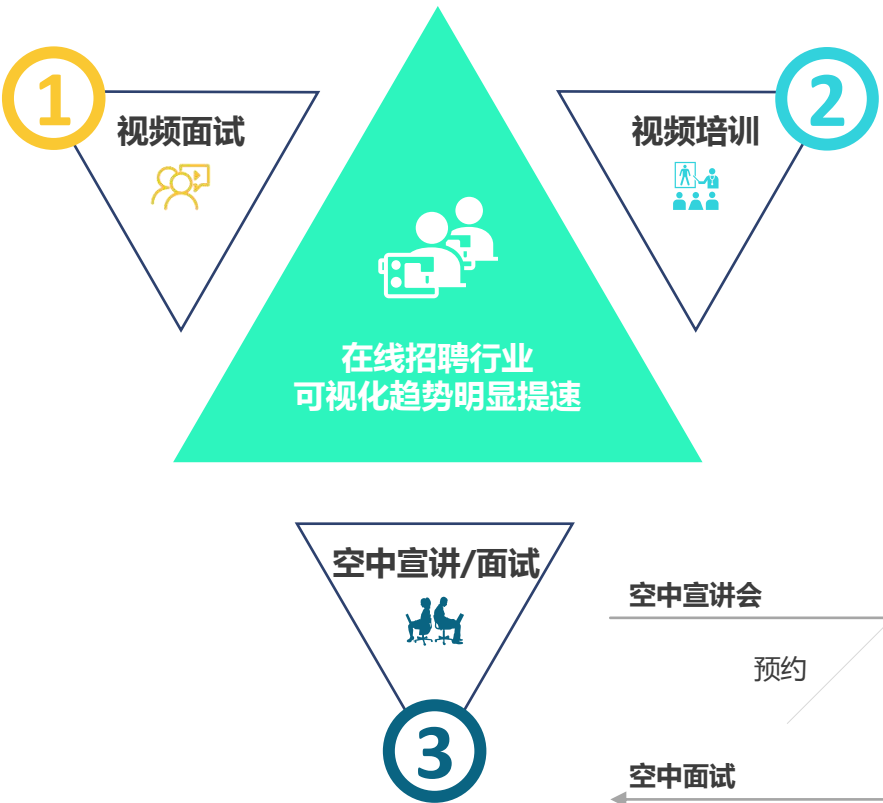 1
视频面试
视频培训
2
在线招聘行业
可视化趋势明显提速
空中宣讲/面试
3
空中宣讲会
预约
空中面试